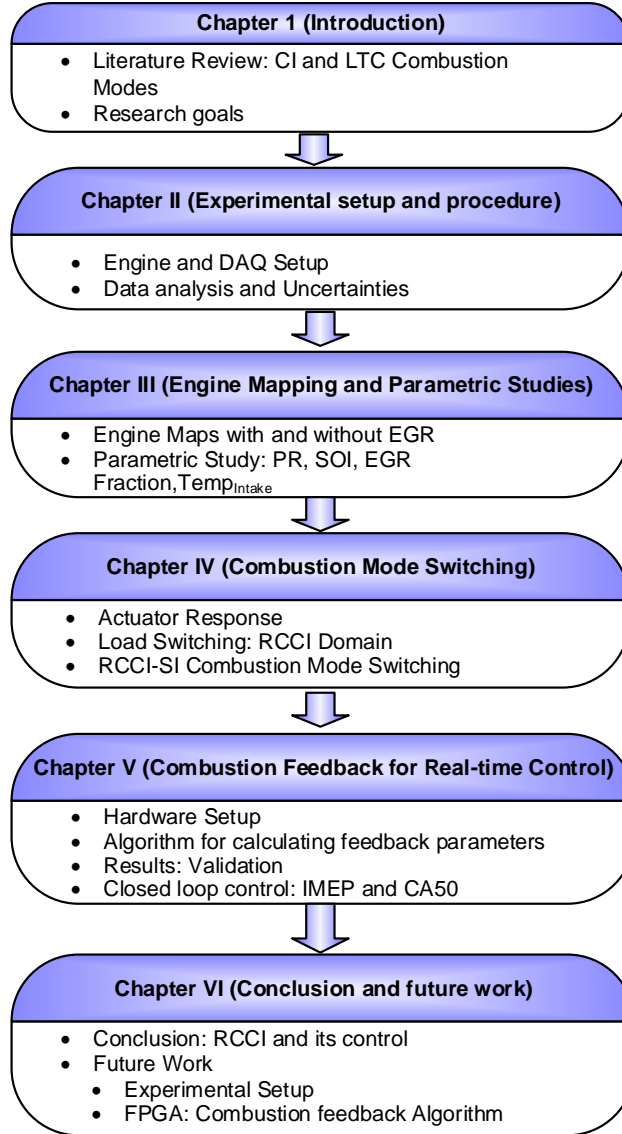 Chapter 1 (Introduction)
• Literature Review: CI and LTC Combustion
Modes
• Research goals
Chapter II (Experimental setup and procedure)
• Engine and DAQ Setup
• Data analysis and Uncertainties
Chapter III (Engine Mapping and Parametric Studies)
• Engine Maps with and without EGR
• Parametric Study: PR, SOI, EGR
Fraction,Temp_Intake
Chapter IV (Combustion Mode Switching)
• Actuator Response
• Load Switching: RCCI Domain
• RCCI-SI Combustion Mode Switching
Chapter V (Combustion Feedback for Real-time Control)
• Hardware Setup
• Algorithm for calculating feedback parameters
• Results: Validation
• Closed loop control: IMEP and CA50
Chapter VI (Conclusion and future work)
• Conclusion: RCCI and its control
• Future Work
• Experimental Setup
• FPGA: Combustion feedback Algorithm